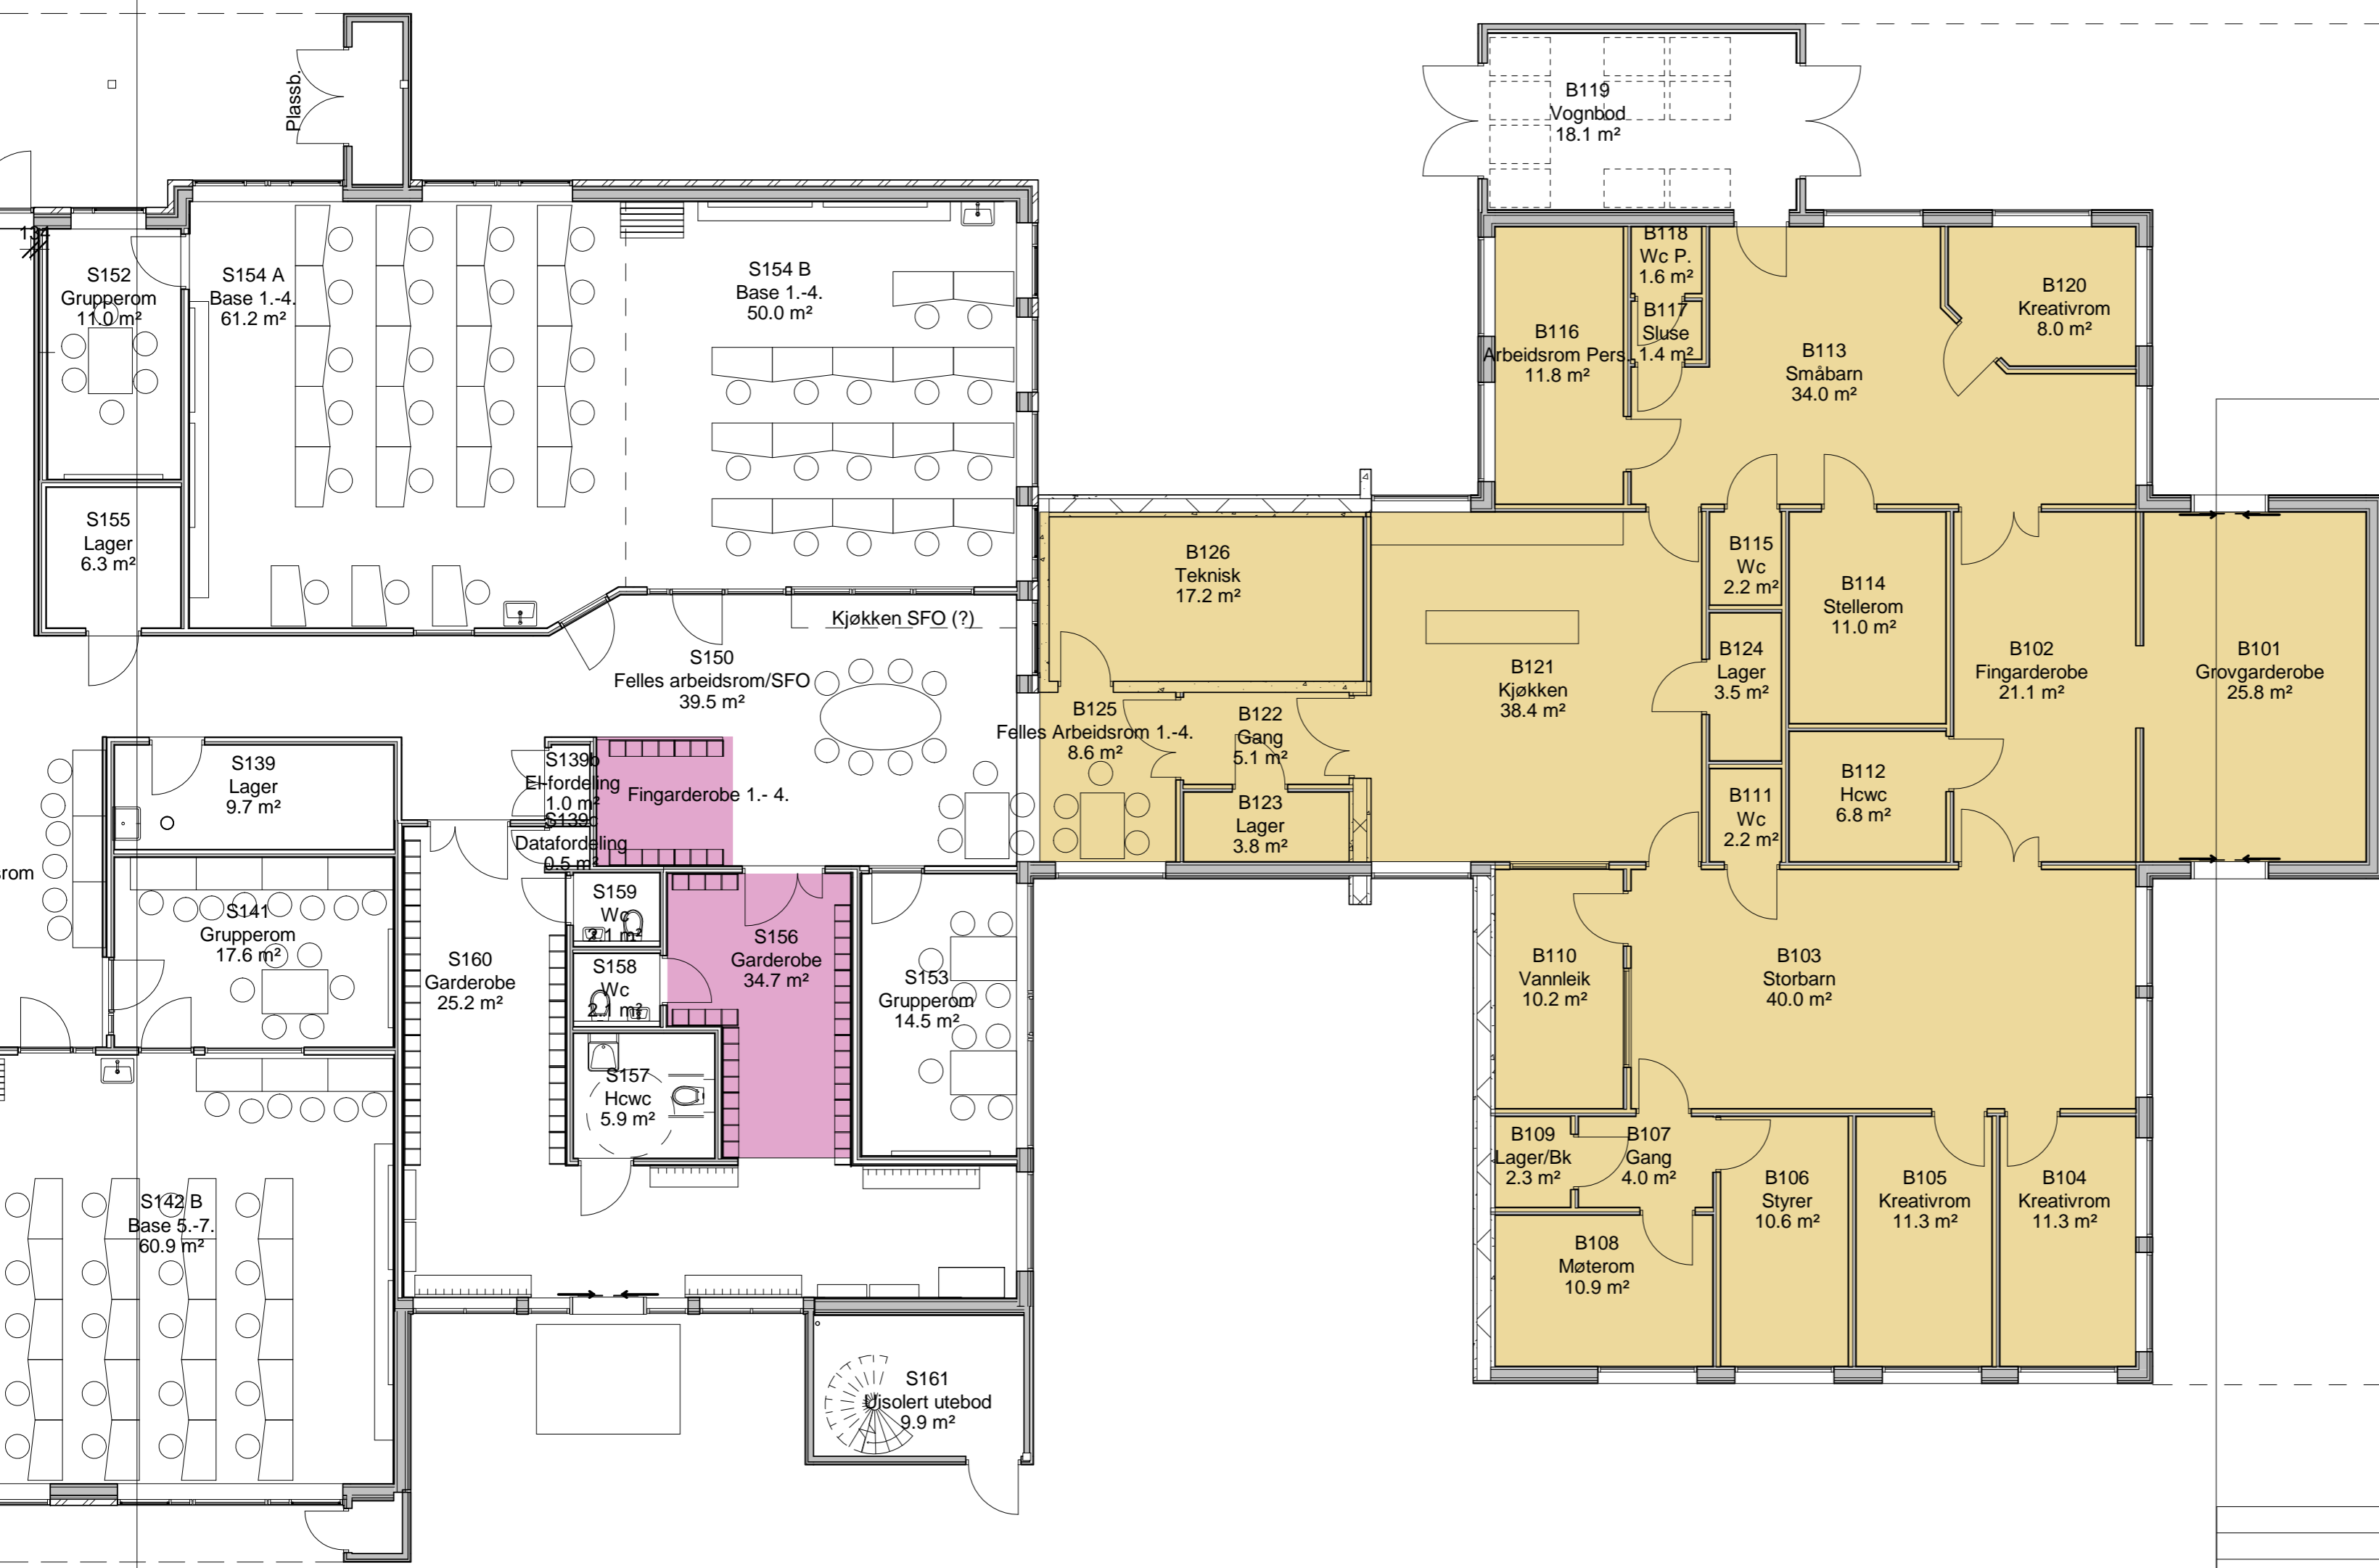 Plassb.
B119
Vognbod
18.1 m²
134
S152
Grupperom
11.0 m²
S154 A
Base 1.-4.
61.2 m²
S154 B
Base 1.-4.
50.0 m²
B118
Wc P.
1.6 m²
B117
Sluse
1.4 m²
B116
Arbeidsrom Pers.
11.8 m²
B113
Småbarn
34.0 m²
B120
Kreativrom
8.0 m²
S155
Lager
6.3 m²
B126
Teknisk
17.2 m²
B115
Wc
2.2 m²
B114
Stellerom
11.0 m²
Kjøkken SFO (?)
S150
Felles arbeidsrom/SFO
39.5 m²
B121
Kjøkken
38.4 m²
B124
Lager
3.5 m²
B102
Fingarderobe
21.1 m²
B101
Grovgarderobe
25.8 m²
B125
Felles Arbeidsrom 1.-4.
8.6 m²
B122
Gang
5.1 m²
S139
Lager
9.7 m²
S139b
El-fordeling
1.0 m²
S139c
Datafordeling
0.5 m²
Fingarderobe 1.- 4.
B123
Lager
3.8 m²
B111
Wc
2.2 m²
B112
Hcwc
6.8 m²
rom
S141
Grupperom
17.6 m²
S159
Wc
2.1 m²
S160
Garderobe
25.2 m²
S158
Wc
2.1 m²
S156
Garderobe
34.7 m²
S153
Grupperom
14.5 m²
B110
Vannleik
10.2 m²
B103
Storbarn
40.0 m²
S157
Hcwc
5.9 m²
B109
Lager/Bk
2.3 m²
B107
Gang
4.0 m²
B106
Styrer
10.6 m²
B105
Kreativrom
11.3 m²
B104
Kreativrom
11.3 m²
S142 B
Base 5.-7.
60.9 m²
B108
Møterom
10.9 m²
S161
Uisolert utebod
9.9 m²